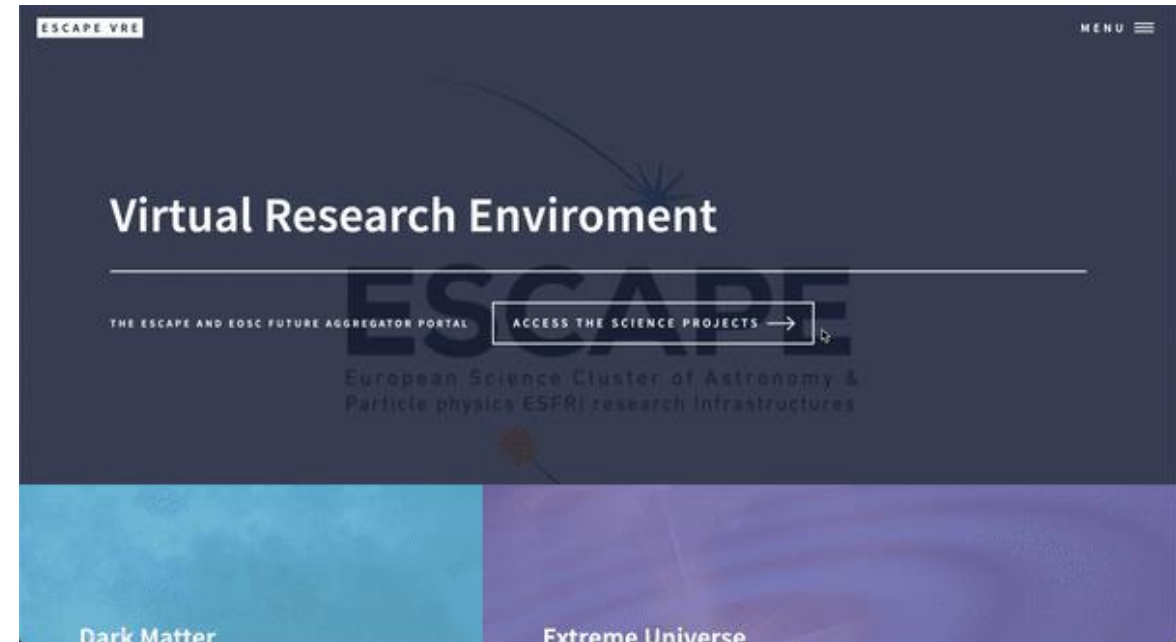 ESCAPE VRE
MENU
Virtual Research Enviroment
THE ESCAPE AND EOSC FUTURE AGGREGATOR PORTAL
ACCESS THE SCIENCE PROJECTS
ESCAPE
European Science Cluster of Astronomy &
Particle physics ESFRI research infrastructures
Dark Matter
Extreme Universe